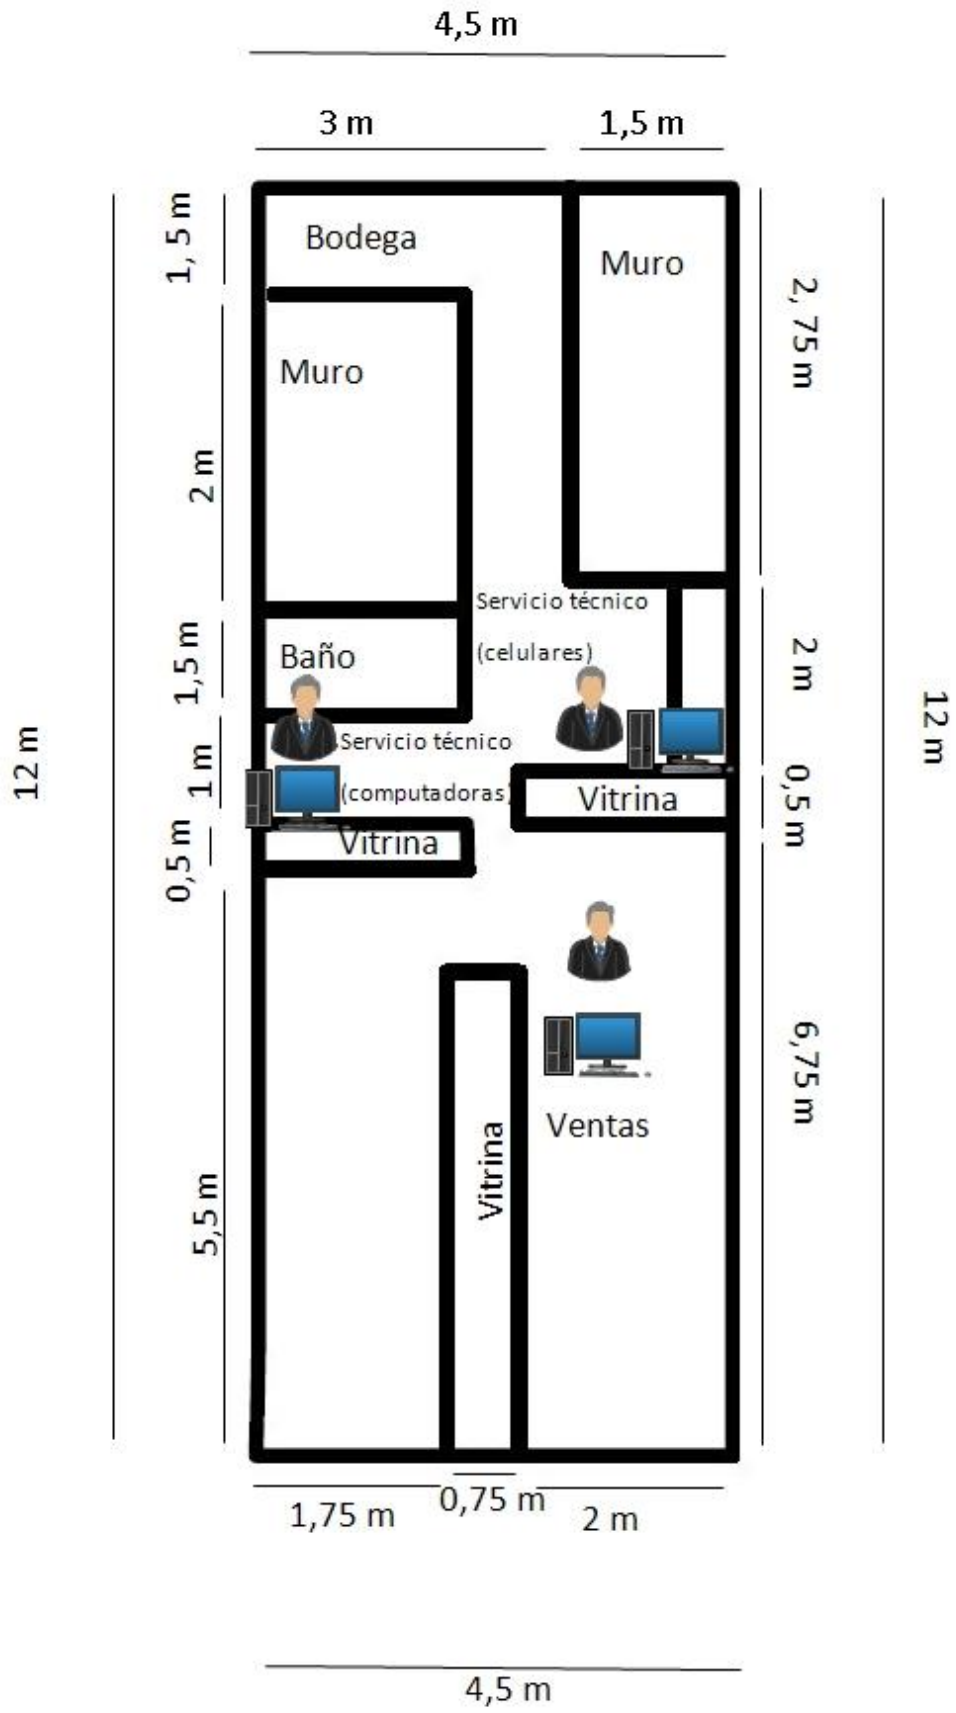 4,5 m
3 m
1,5 m
1, 5 m
Bodega
Muro
2, 75 m
Muro
2 m
Servicio técnico
(celulares)
1,5 m
Baño
2 m
12 m
12 m
1 m
Servicio técnico
(computadoras)
0,5 m
Vitrina
0,5 m
Vitrina
6,75 m
Ventas
Vitrina
5,5 m
1,75 m
0,75 m
2 m
4,5 m